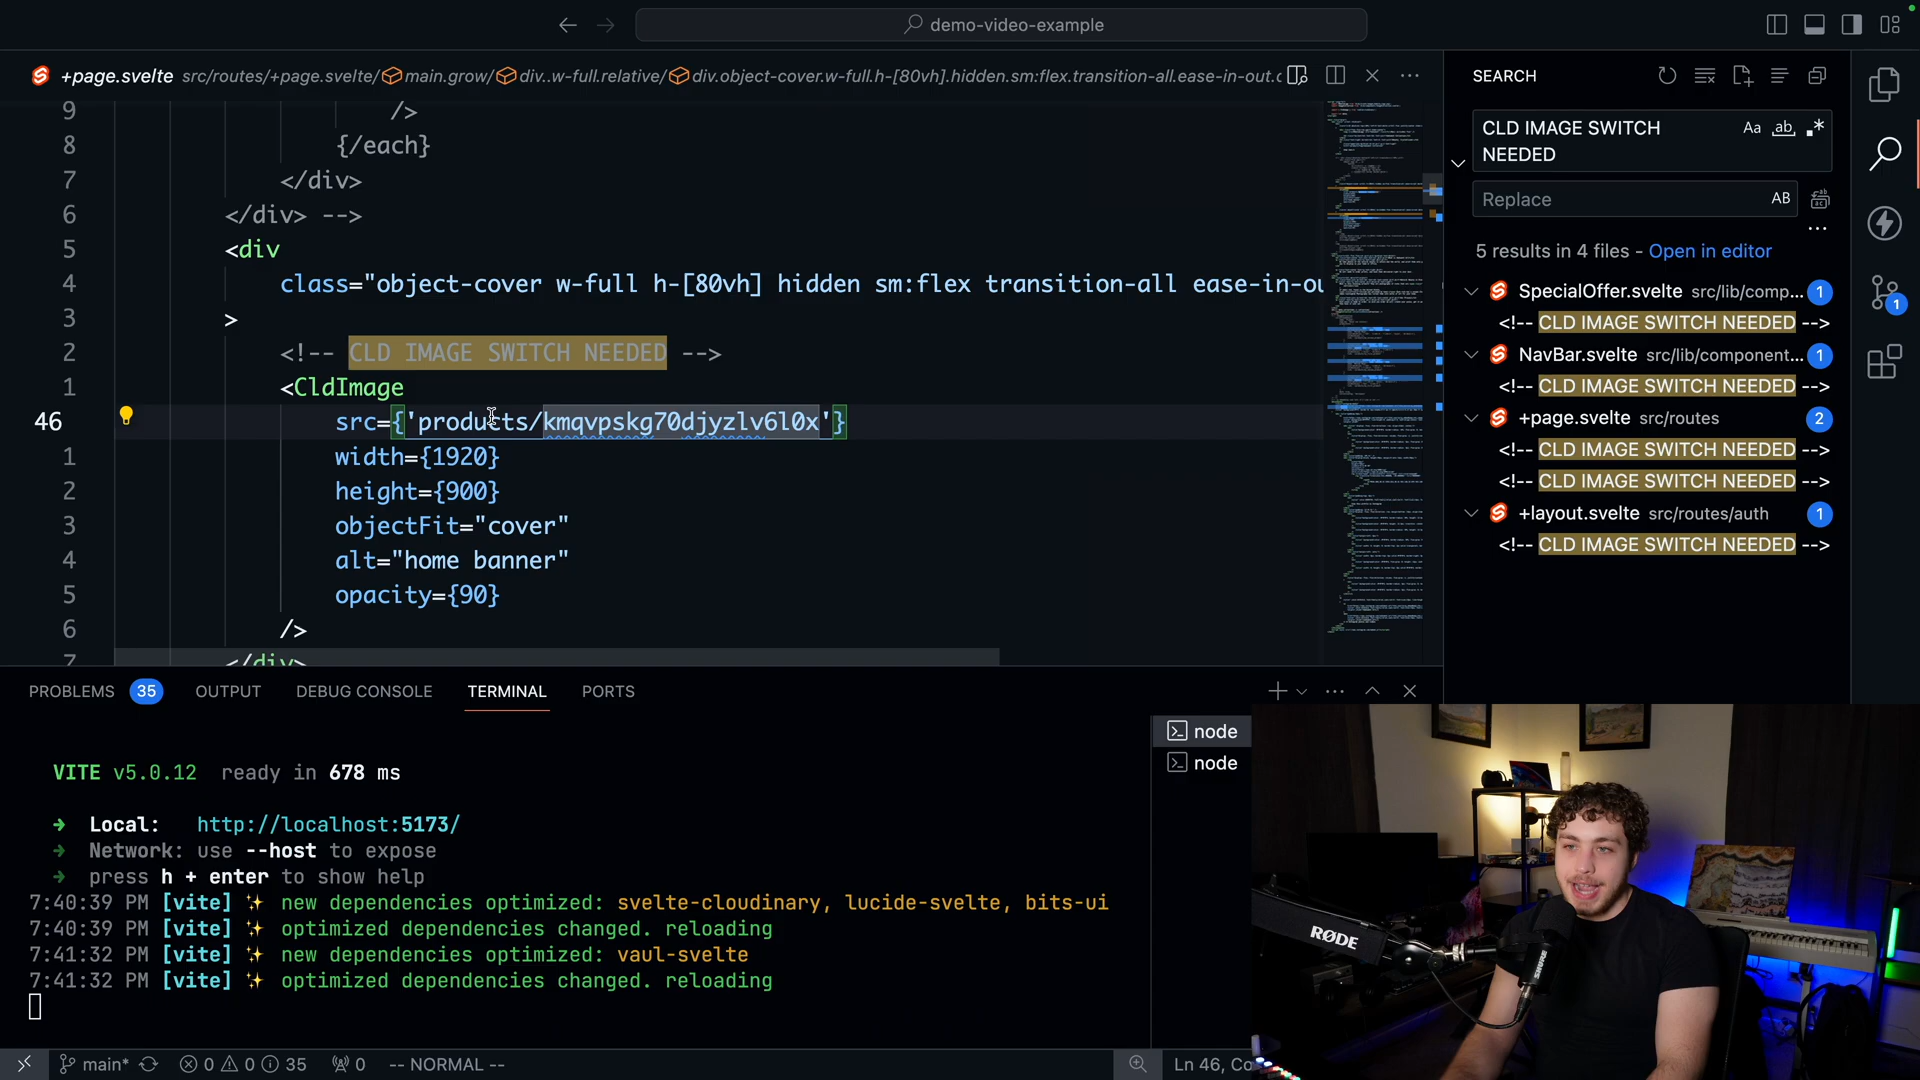 demo-video-example
+page.svelte src/routes/+page.svelte/ main.grow/ div..w-full.relative/ div.object-cover.w-full.h-[80vh].hidden.sm:flex.transition-all.ease-in-out.c
9 />
8 {/each}
7 </div>
6 </div> -->
5 <div
4 class="object-cover w-full h-[80vh] hidden sm:flex transition-all ease-in-ou
3 >
2 <!-- CLD IMAGE SWITCH NEEDED -->
1 <CldImage
46 src={'products/kmqvpskg70djyzlv6l0x'}
1 width={1920}
2 height={900}
3 objectFit="cover"
4 alt="home banner"
5 opacity={90}
6 />
7 </div>
SEARCH
CLD IMAGE SWITCH
NEEDED
Aa ab .*
Replace AB
5 results in 4 files - Open in editor
SpecialOffer.svelte src/lib/comp... 1
<!-- CLD IMAGE SWITCH NEEDED -->
NavBar.svelte src/lib/component... 1
<!-- CLD IMAGE SWITCH NEEDED -->
+page.svelte src/routes 2
<!-- CLD IMAGE SWITCH NEEDED -->
<!-- CLD IMAGE SWITCH NEEDED -->
+layout.svelte src/routes/auth 1
<!-- CLD IMAGE SWITCH NEEDED -->
1
PROBLEMS 35 OUTPUT DEBUG CONSOLE TERMINAL PORTS
node
node
VITE v5.0.12 ready in 678 ms
➜ Local: http://localhost:5173/
➜ Network: use --host to expose
➜ press h + enter to show help
7:40:39 PM [vite] ✨ new dependencies optimized: svelte-cloudinary, lucide-svelte, bits-ui
7:40:39 PM [vite] ✨ optimized dependencies changed. reloading
7:41:32 PM [vite] ✨ new dependencies optimized: vaul-svelte
7:41:32 PM [vite] ✨ optimized dependencies changed. reloading
RØDE
SHURE
main* 0 0 35 0 -- NORMAL -- Ln 46, Co